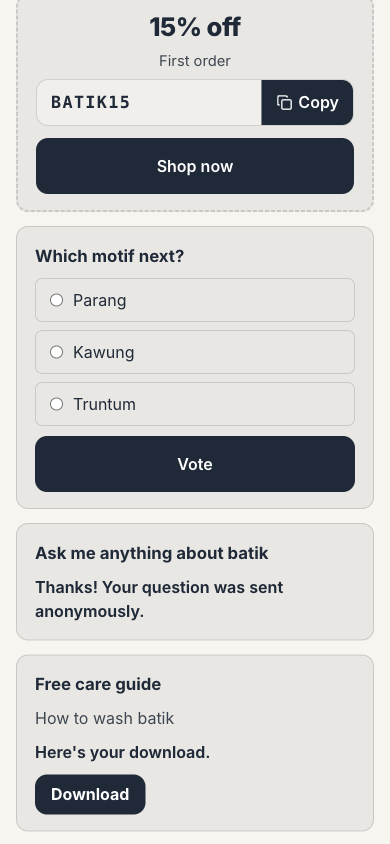 15% off
First order
BATIK15
Copy
Shop now
Which motif next?
Parang
Kawung
Truntum
Vote
Ask me anything about batik
Thanks! Your question was sent
anonymously.
Free care guide
How to wash batik
Here's your download.
Download